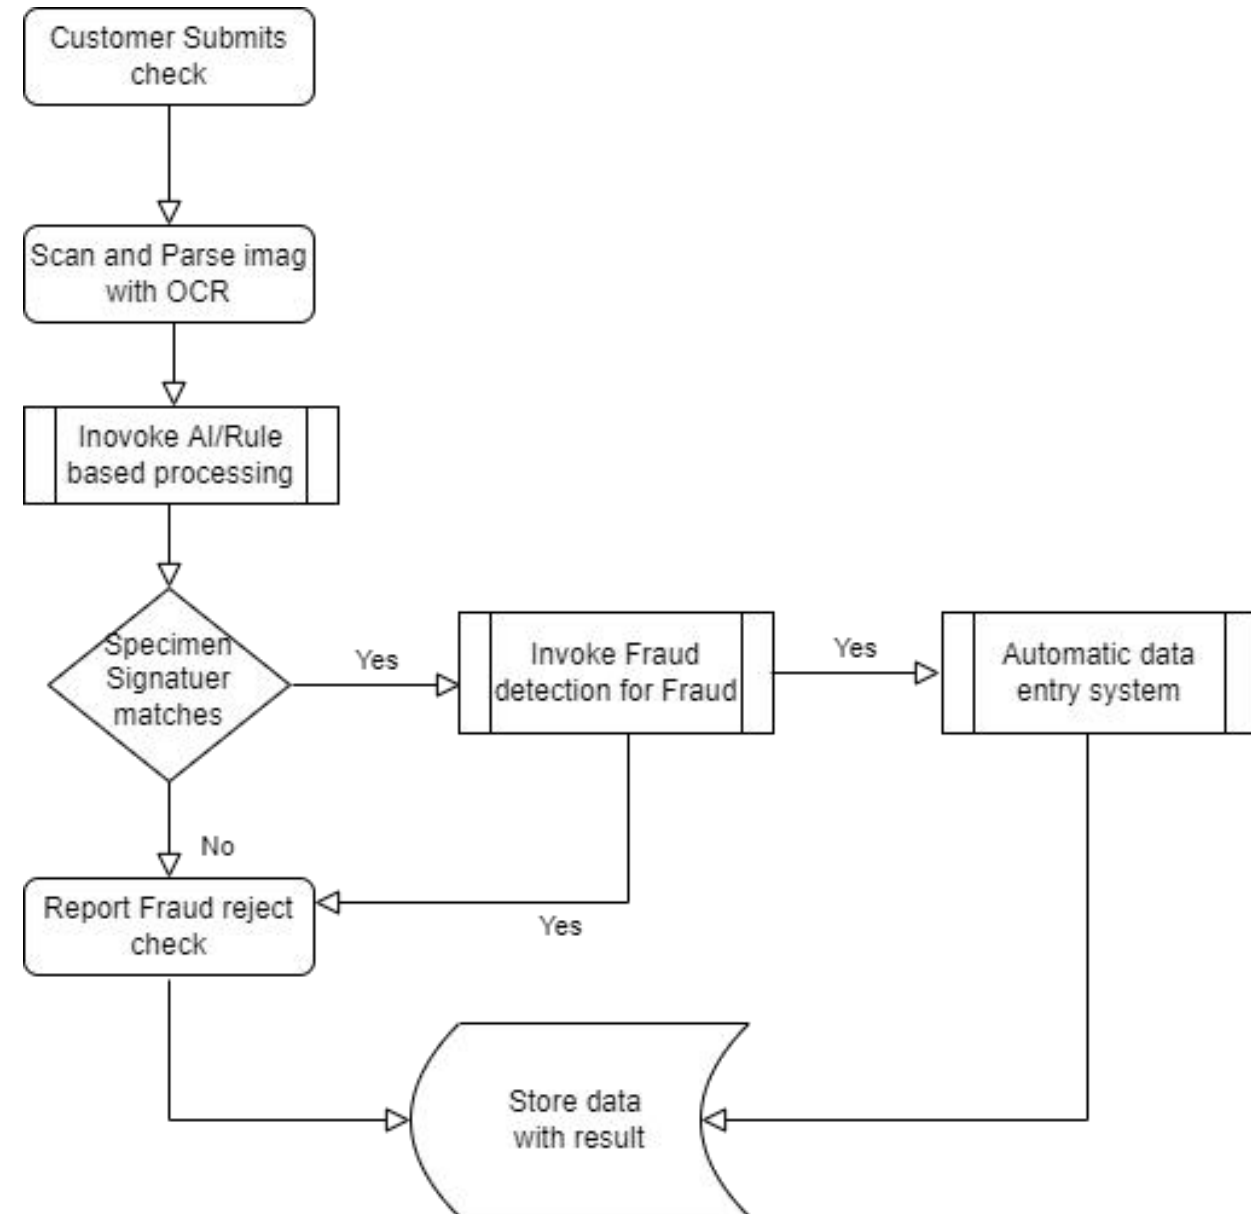 Customer Submits
check
Scan and Parse imag
with OCR
Inovoke AI/Rule
based processing
Specimen
Signatuer
matches
Yes
Invoke Fraud
detection for Fraud
Yes
Automatic data
entry system
No
Report Fraud reject
check
Yes
Store data
with result